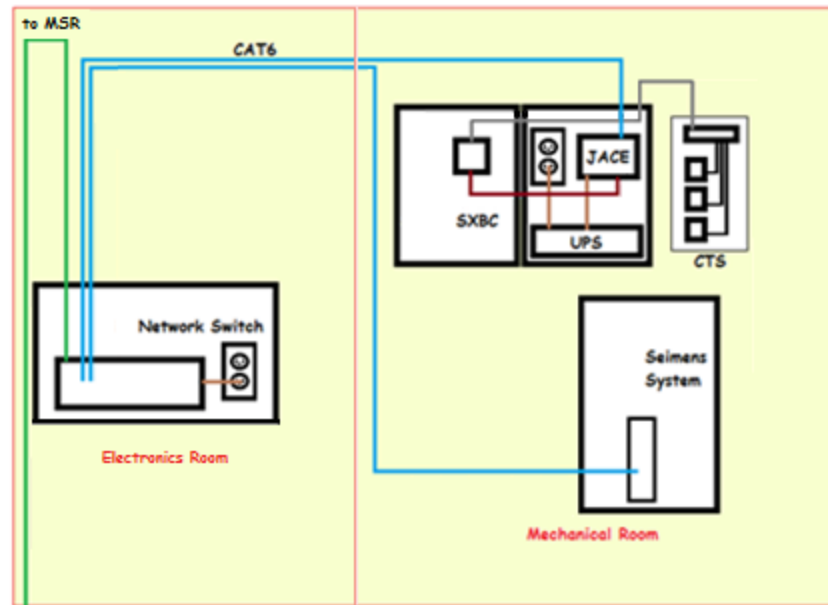 to MSR
CAT6
JACE
SXBC
UPS
CTS
Network Switch
Seimens
System
Electronics Room
Mechanical Room